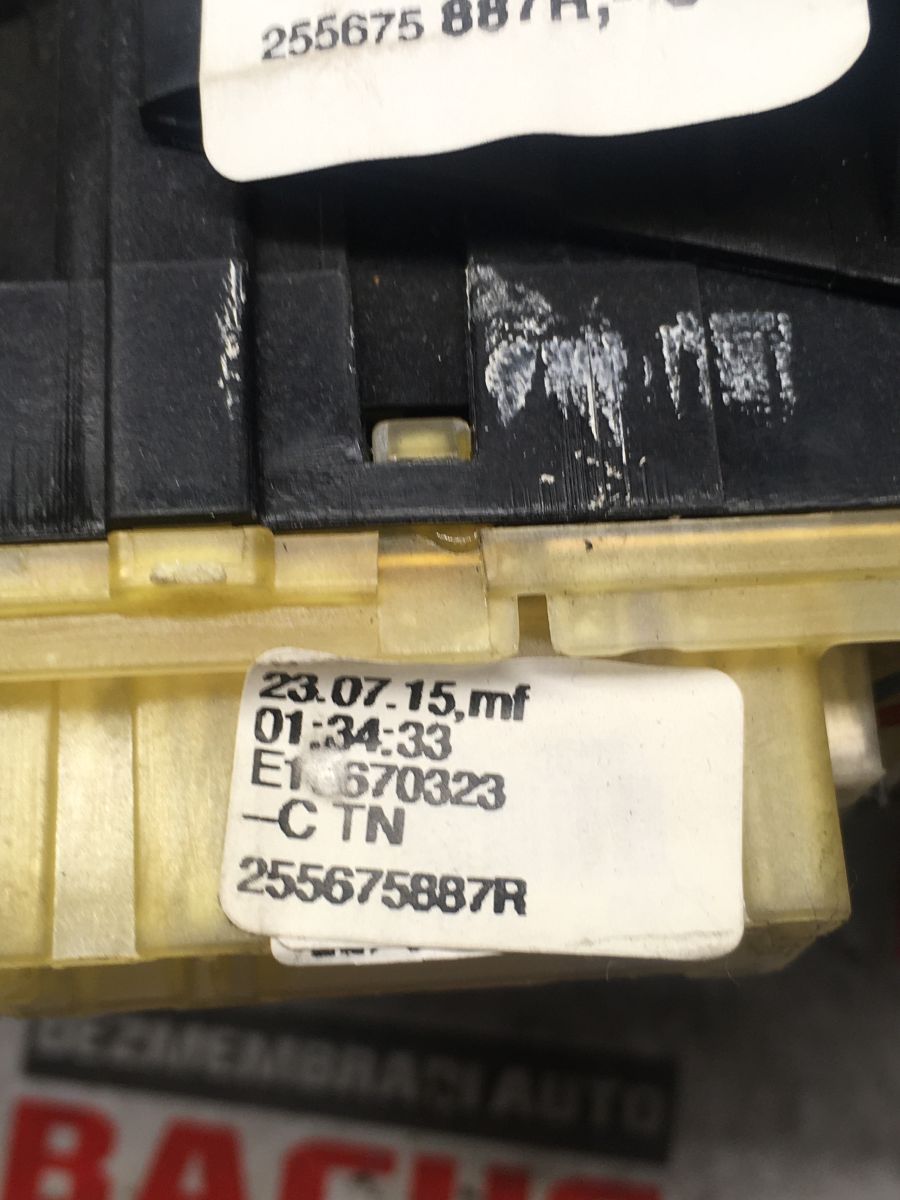 255675 887R,
23.07.15,mf
01:34:33
670323
-C TN
255675887R
DEZMEMBRARI AUTO